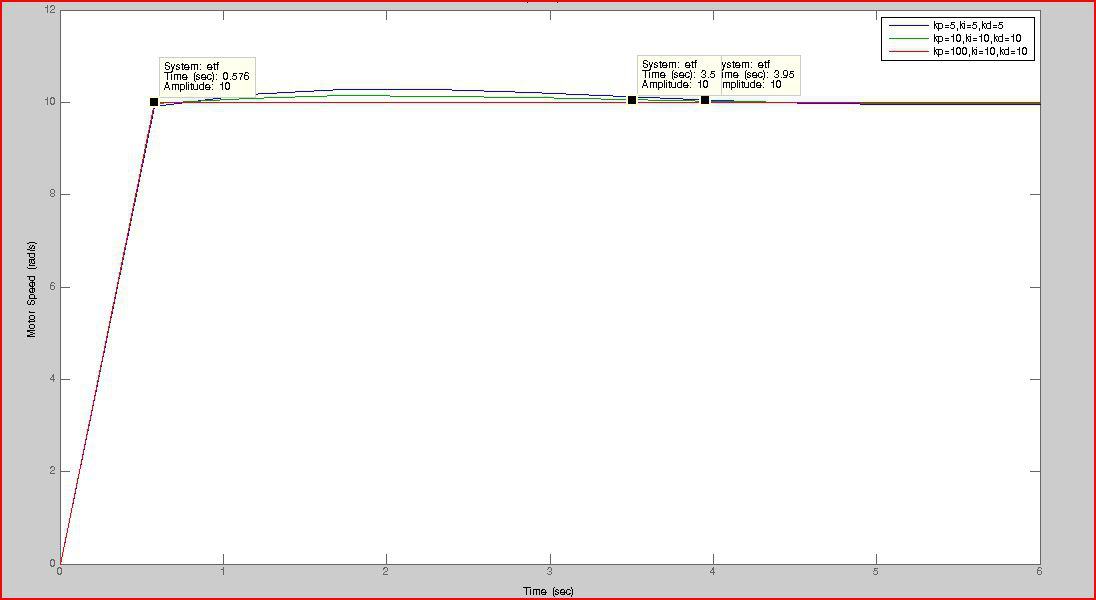 12
10
8
6
4
2
0
Motor Speed (rad/s)
kp=5,ki=5,kd=5
kp=10,ki=10,kd=10
kp=100,ki=10,kd=10
System: etf
Time (sec): 0.576
Amplitude: 10
System: etf
Time (sec): 3.5
Amplitude: 10
ystem: etf
ime (sec): 3.95
mplitude: 10
0 1 2 3 4 5 6
Time (sec)